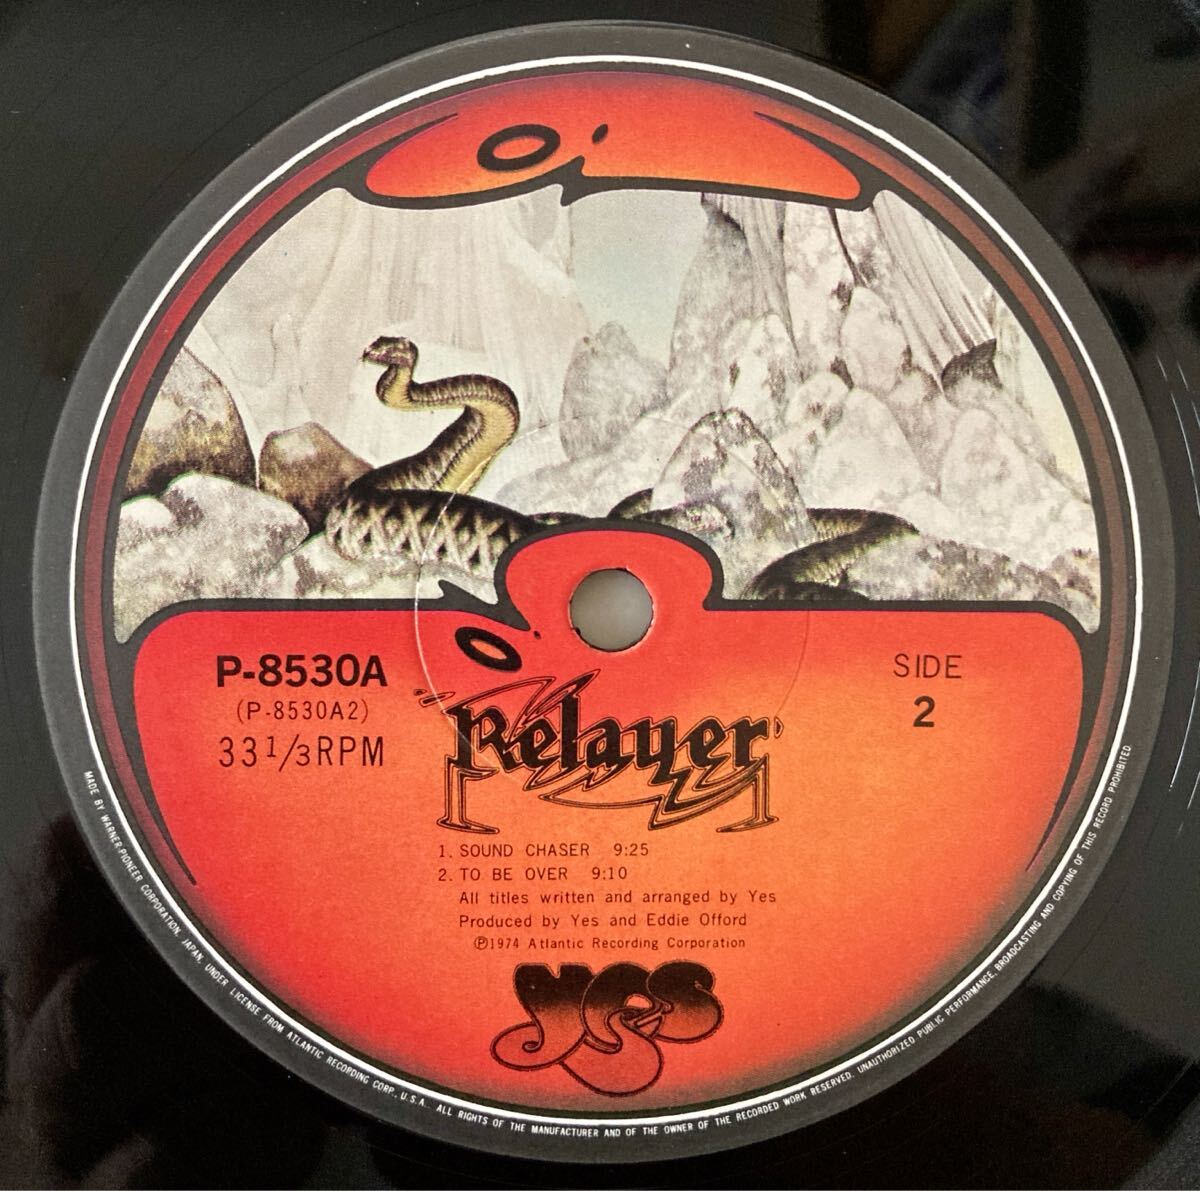 P-8530A
(P-8530A2)
33 1/3 RPM
SIDE
2
Relayer
1. SOUND CHASER 9:25
2. TO BE OVER 9:10
All titles written and arranged by Yes
Produced by Yes and Eddie Offord
Ⓟ1974 Atlantic Recording Corporation
yes
MADE BY WARNER-PIONEER CORPORATION, JAPAN, UNDER LICENSE FROM ATLANTIC RECORDING CORP., U.S.A. ALL RIGHTS OF THE MANUFACTURER AND OF THE OWNER OF THE RECORDED WORK RESERVED. UNAUTHORIZED PUBLIC PERFORMANCE, BROADCASTING AND COPYING OF THIS RECORD PROHIBITED